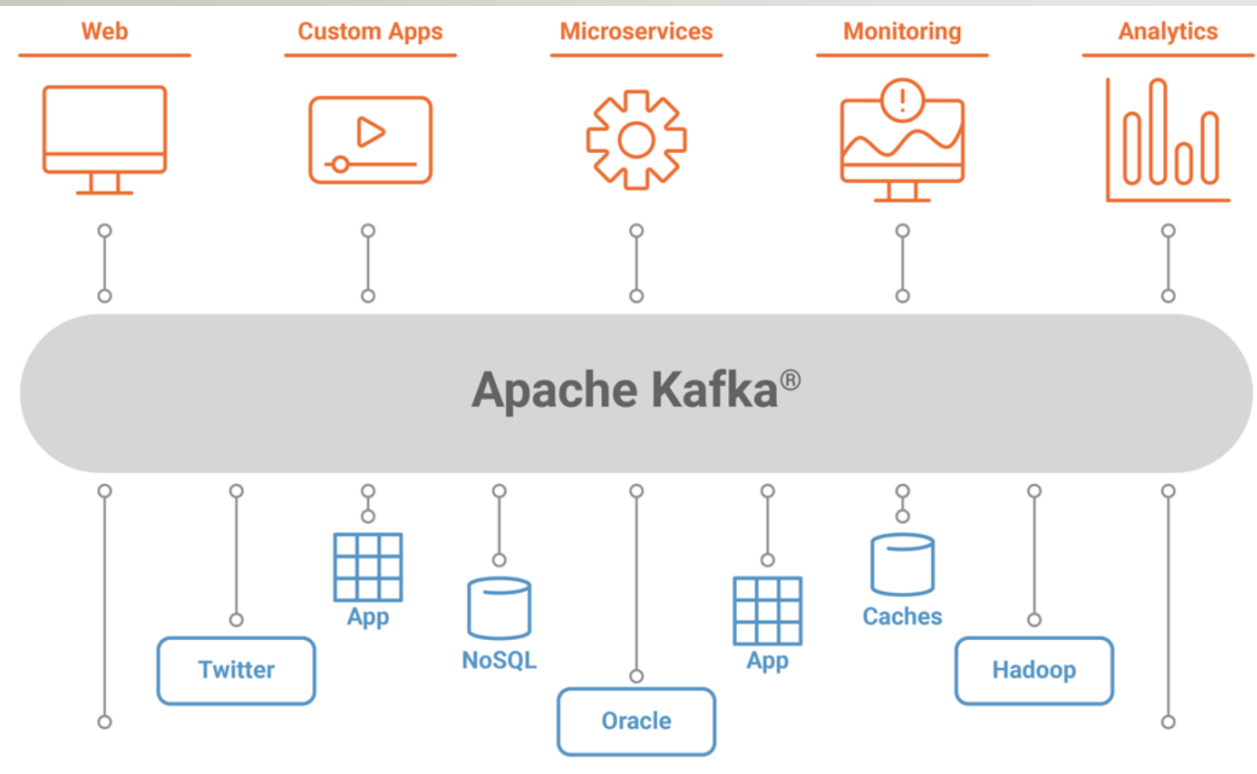 Web
Custom Apps
Microservices
Monitoring
Analytics
!
Apache Kafka®
App
Caches
NoSQL
App
Twitter
Hadoop
Oracle